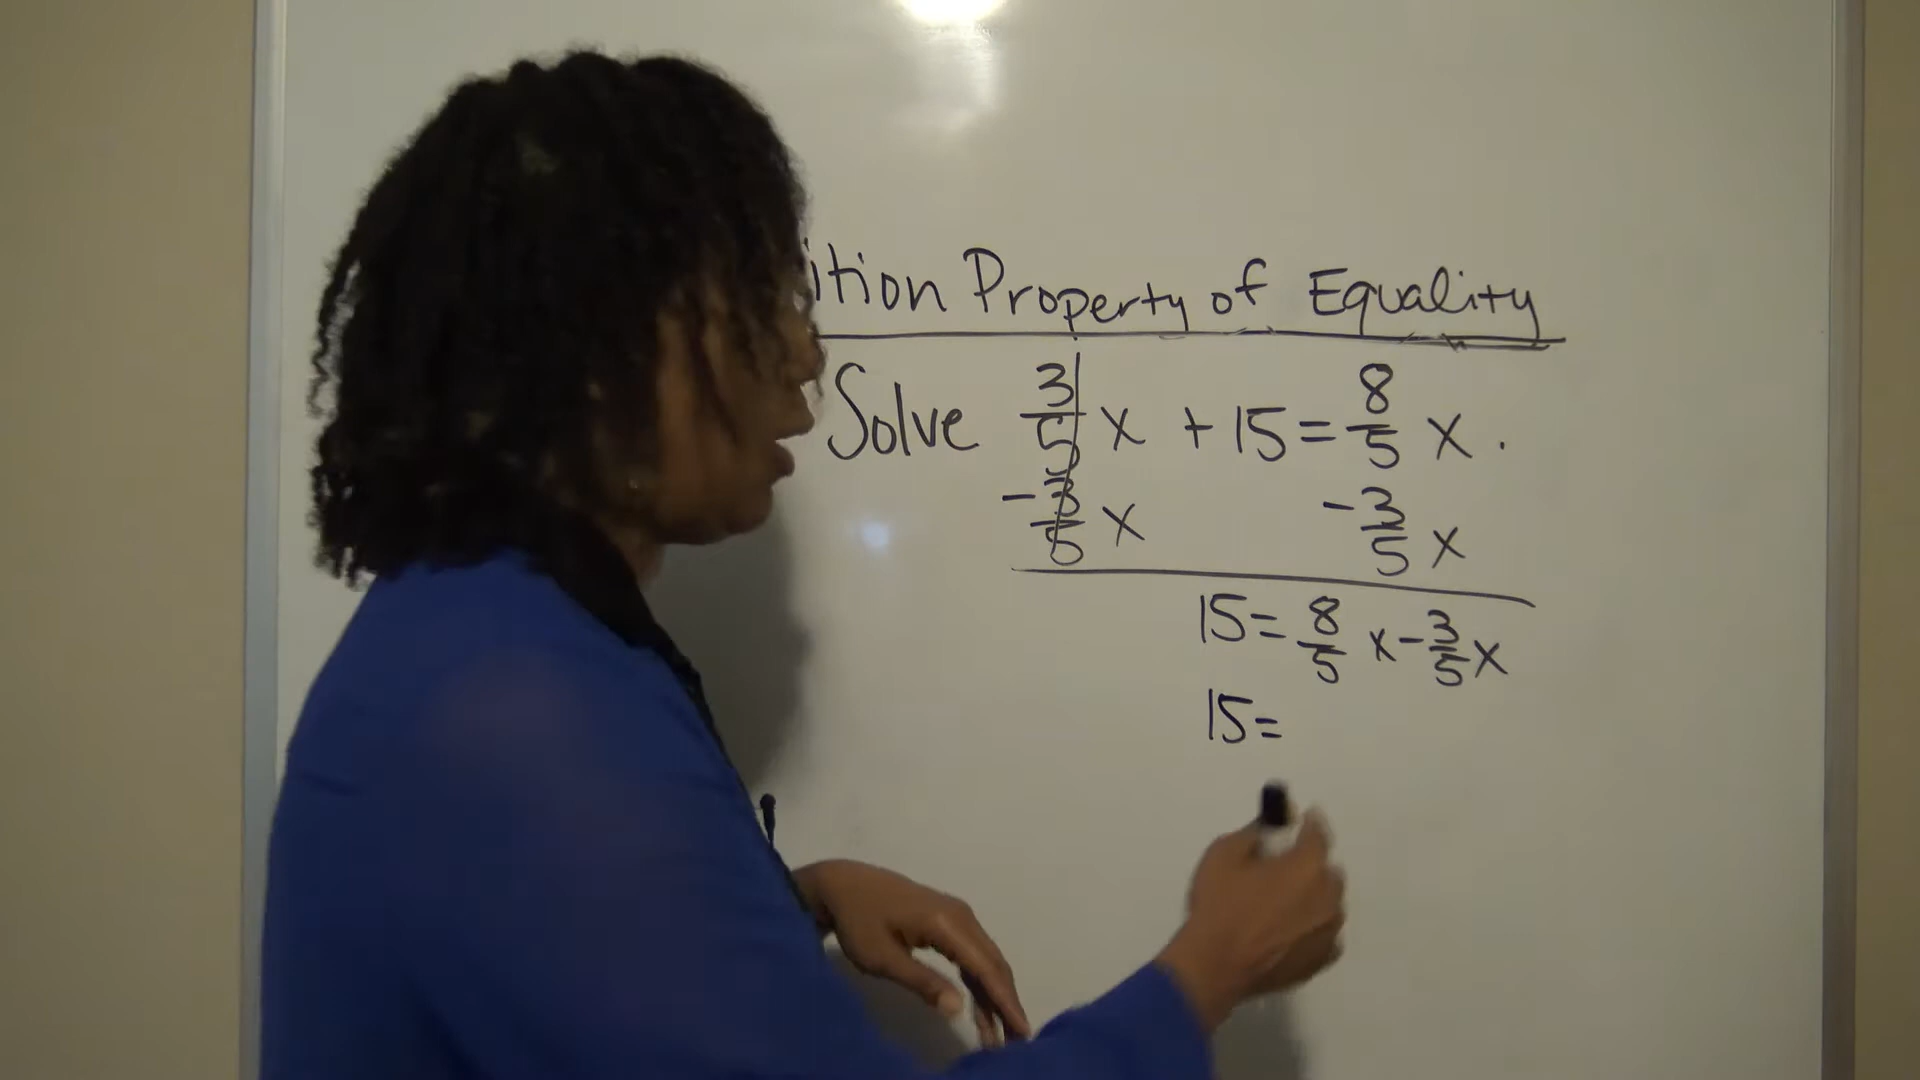 ition Property of Equality
Solve 3/5 x + 15 = 8/5 x .
- 3/5 x - 3/5 x
15 = 8/5 x - 3/5 x
15 =